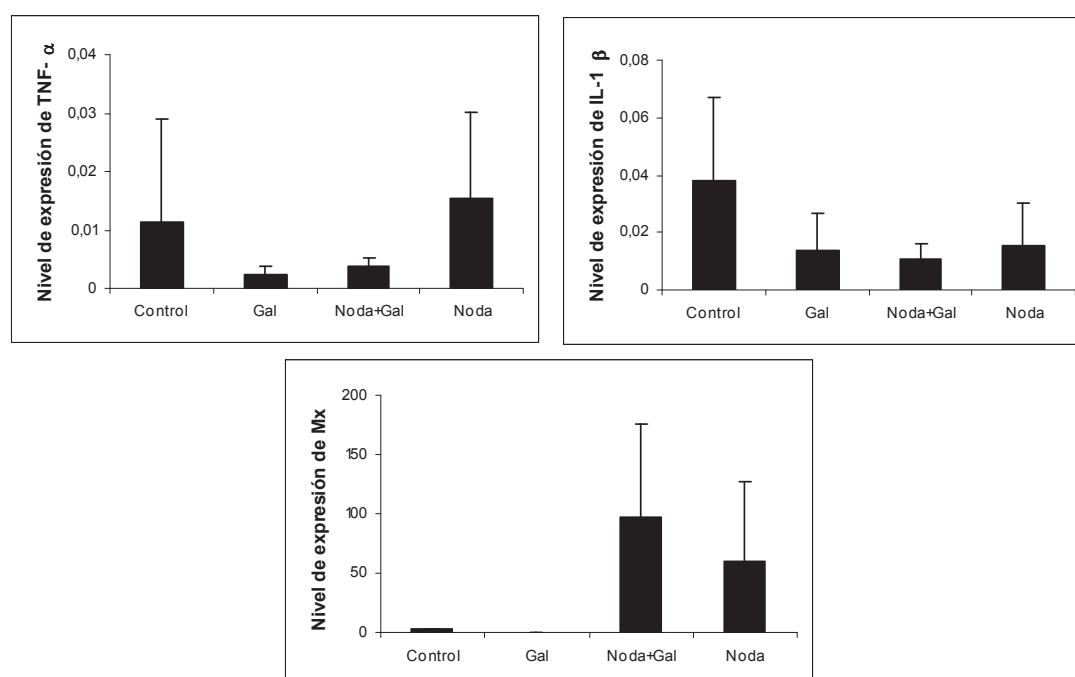 Nivel de expresión de TNF- α
0,04
0,03
0,02
0,01
0
Control Gal Noda+Gal Noda
Nivel de expresión de IL-1 β
0,08
0,06
0,04
0,02
0
Control Gal Noda+Gal Noda
Nivel de expresión de Mx
200
150
100
50
0
Control Gal Noda+Gal Noda